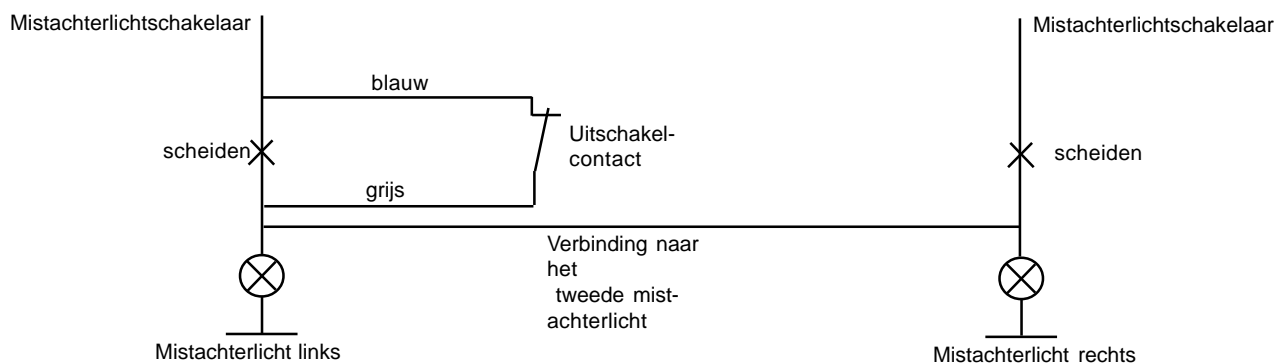 Mistachterlichtschakelaar
Mistachterlichtschakelaar
blauw
Uitschakel-
contact
scheiden
scheiden
grijs
Verbinding naar
het
tweede mist-
achterlicht
Mistachterlicht links
Mistachterlicht rechts